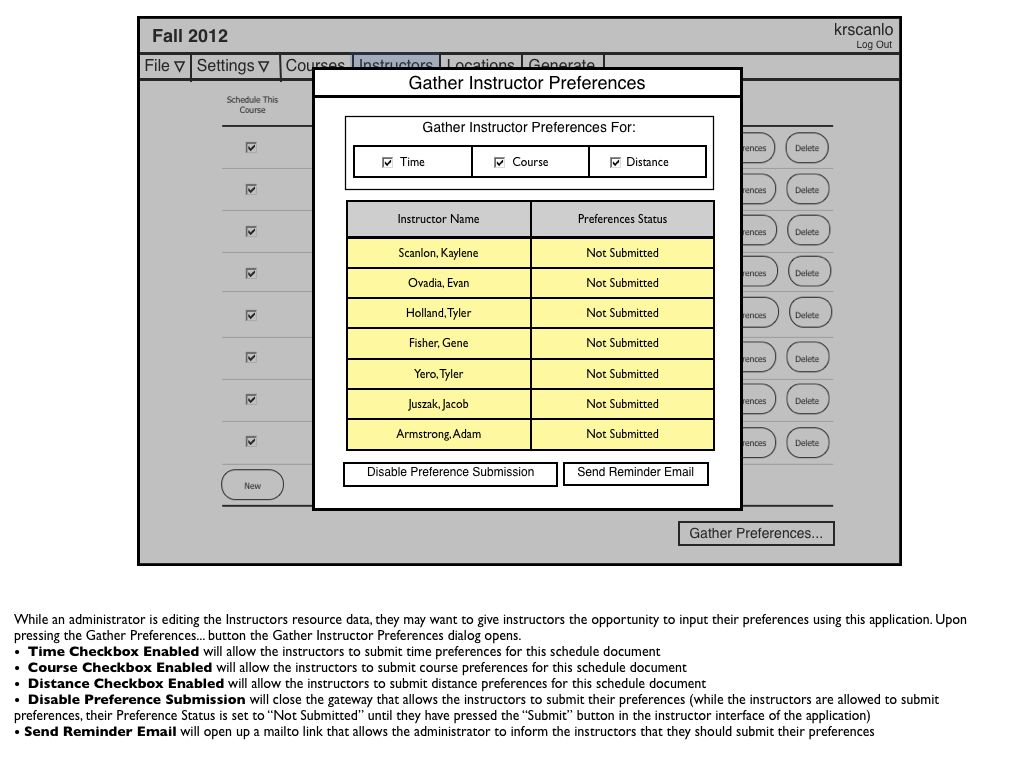 Fall 2012
krscanlo
Log Out
File ▽ Settings ▽ Courses Instructors Locations Generate
Gather Instructor Preferences
Schedule This
Course
Gather Instructor Preferences For:
Time Course Distance
Instructor Name Preferences Status
Scanlon, Kaylene Not Submitted
Ovadia, Evan Not Submitted
Holland, Tyler Not Submitted
Fisher, Gene Not Submitted
Yero, Tyler Not Submitted
Juszak, Jacob Not Submitted
Armstrong, Adam Not Submitted
rences Delete
rences Delete
rences Delete
rences Delete
rences Delete
rences Delete
rences Delete
rences Delete
Disable Preference Submission Send Reminder Email
New
Gather Preferences...
While an administrator is editing the Instructors resource data, they may want to give instructors the opportunity to input their preferences using this application. Upon
pressing the Gather Preferences... button the Gather Instructor Preferences dialog opens.
• Time Checkbox Enabled will allow the instructors to submit time preferences for this schedule document
• Course Checkbox Enabled will allow the instructors to submit course preferences for this schedule document
• Distance Checkbox Enabled will allow the instructors to submit distance preferences for this schedule document
• Disable Preference Submission will close the gateway that allows the instructors to submit their preferences (while the instructors are allowed to submit
preferences, their Preference Status is set to “Not Submitted” until they have pressed the “Submit” button in the instructor interface of the application)
• Send Reminder Email will open up a mailto link that allows the administrator to inform the instructors that they should submit their preferences